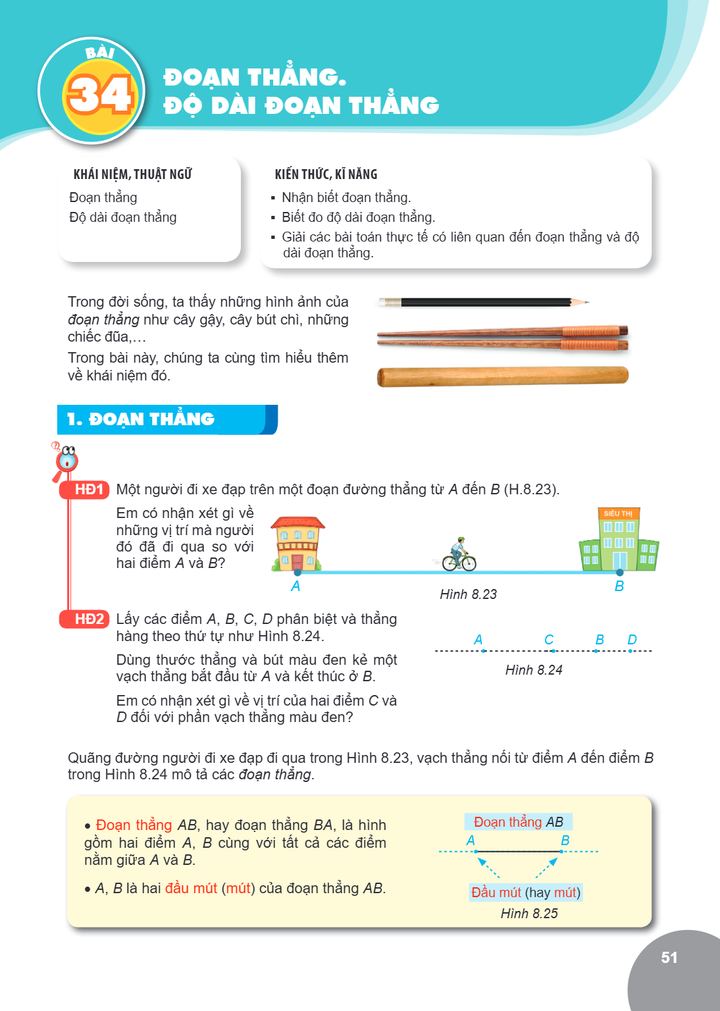 BÀI
34
ĐOẠN THẲNG.
ĐỘ DÀI ĐOẠN THẲNG
KHÁI NIỆM, THUẬT NGỮ
Đoạn thẳng
Độ dài đoạn thẳng
KIẾN THỨC, KĨ NĂNG
▪ Nhận biết đoạn thẳng.
▪ Biết đo độ dài đoạn thẳng.
▪ Giải các bài toán thực tế có liên quan đến đoạn thẳng và độ
dài đoạn thẳng.
Trong đời sống, ta thấy những hình ảnh của
đoạn thẳng như cây gậy, cây bút chì, những
chiếc đũa,...
Trong bài này, chúng ta cùng tìm hiểu thêm
về khái niệm đó.
1. ĐOẠN THẲNG
HĐ1 Một người đi xe đạp trên một đoạn đường thẳng từ A đến B (H.8.23).
Em có nhận xét gì về
những vị trí mà người
đó đã đi qua so với
hai điểm A và B?
SIÊU THỊ
A
B
Hình 8.23
HĐ2 Lấy các điểm A, B, C, D phân biệt và thẳng
hàng theo thứ tự như Hình 8.24.
Dùng thước thẳng và bút màu đen kẻ một
vạch thẳng bắt đầu từ A và kết thúc ở B.
Em có nhận xét gì về vị trí của hai điểm C và
D đối với phần vạch thẳng màu đen?
A C B D
Hình 8.24
Quãng đường người đi xe đạp đi qua trong Hình 8.23, vạch thẳng nối từ điểm A đến điểm B
trong Hình 8.24 mô tả các đoạn thẳng.
• Đoạn thẳng AB, hay đoạn thẳng BA, là hình
gồm hai điểm A, B cùng với tất cả các điểm
nằm giữa A và B.
• A, B là hai đầu mút (mút) của đoạn thẳng AB.
Đoạn thẳng AB
A B
Đầu mút (hay mút)
Hình 8.25
51